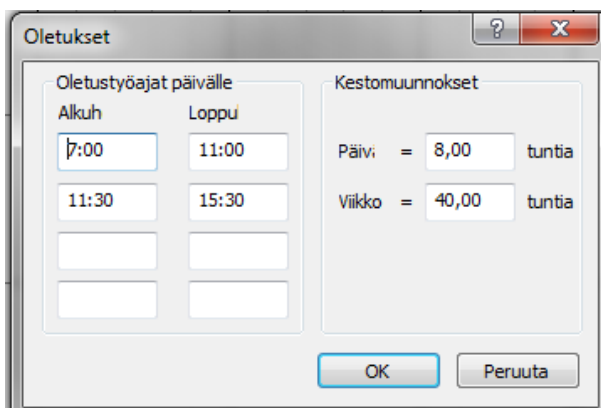 Oletukset
Oletustyöajat päivälle
Alkuh Loppul
7:00 11:00
11:30 15:30
Kestomuunnokset
Päivä = 8,00 tuntia
Viikko = 40,00 tuntia
OK Peruuta